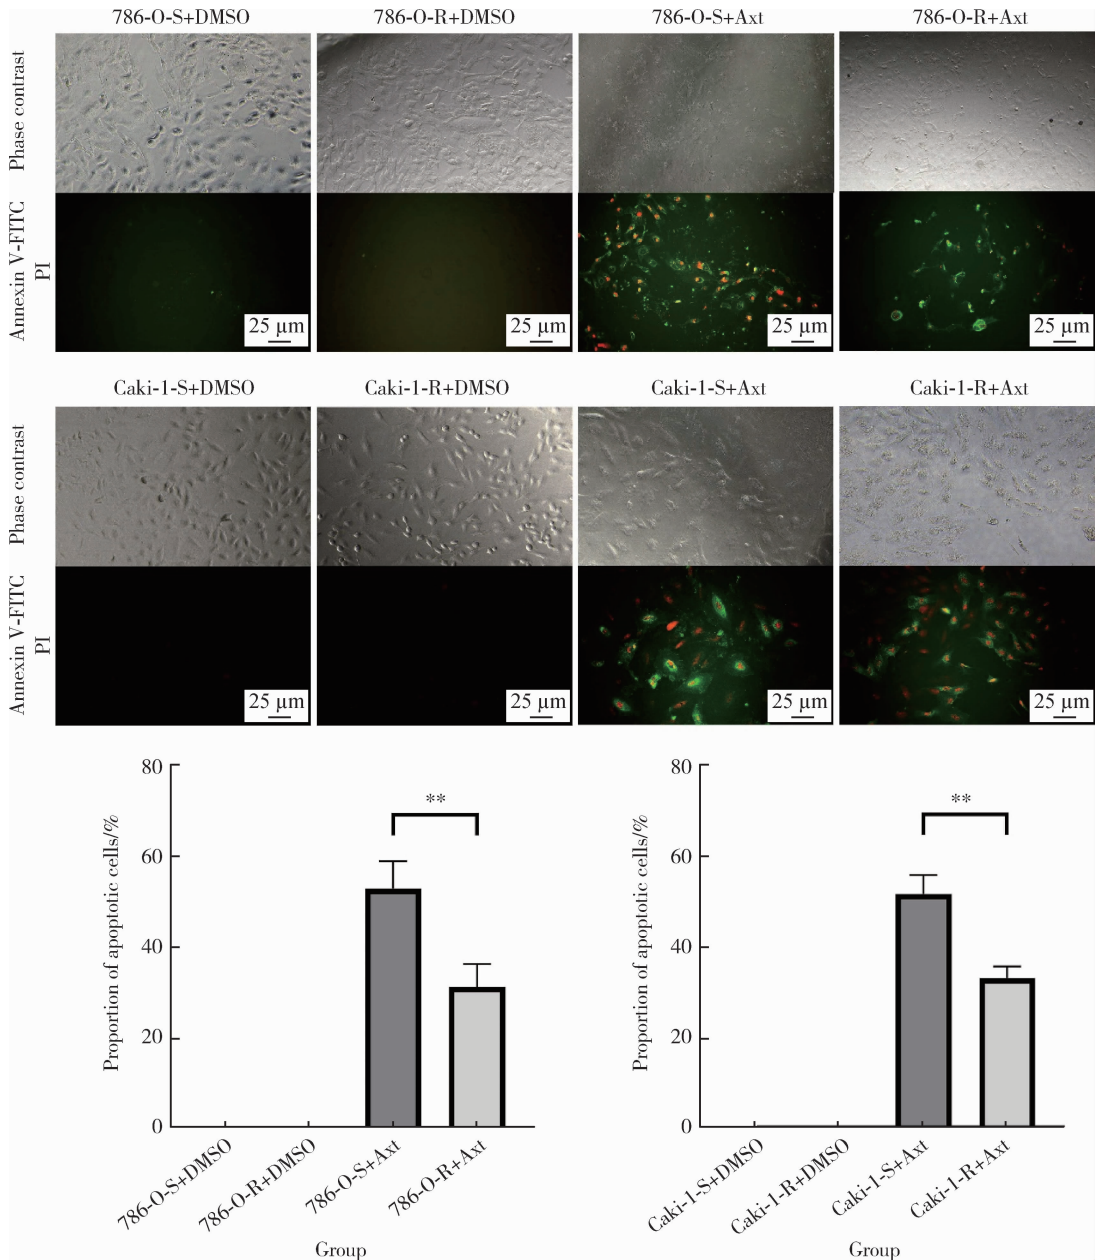 786-O-S+DMSO 786-O-R+DMSO 786-O-S+Axt 786-O-R+Axt
Phase contrast
Annexin V-FITC
PI
25 μm 25 μm 25 μm 25 μm
Caki-1-S+DMSO Caki-1-R+DMSO Caki-1-S+Axt Caki-1-R+Axt
Phase contrast
Annexin V-FITC
PI
25 μm 25 μm 25 μm 25 μm
Proportion of apoptotic cells/%
80
60
40
20
0
**
786-O-S+DMSO
786-O-R+DMSO
786-O-S+Axt
786-O-R+Axt
Group
Proportion of apoptotic cells/%
80
60
40
20
0
**
Caki-1-S+DMSO
Caki-1-R+DMSO
Caki-1-S+Axt
Caki-1-R+Axt
Group